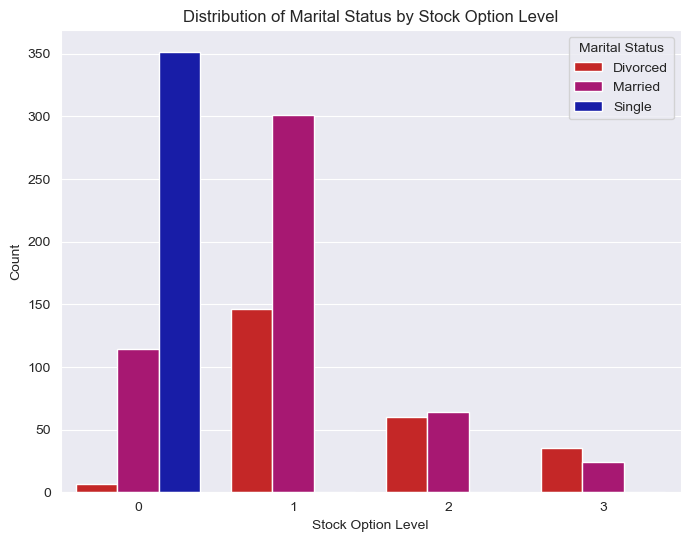 Distribution of Marital Status by Stock Option Level
Marital Status
Divorced
Married
Single
350
300
250
200
150
100
50
0
Count
0 1 2 3
Stock Option Level